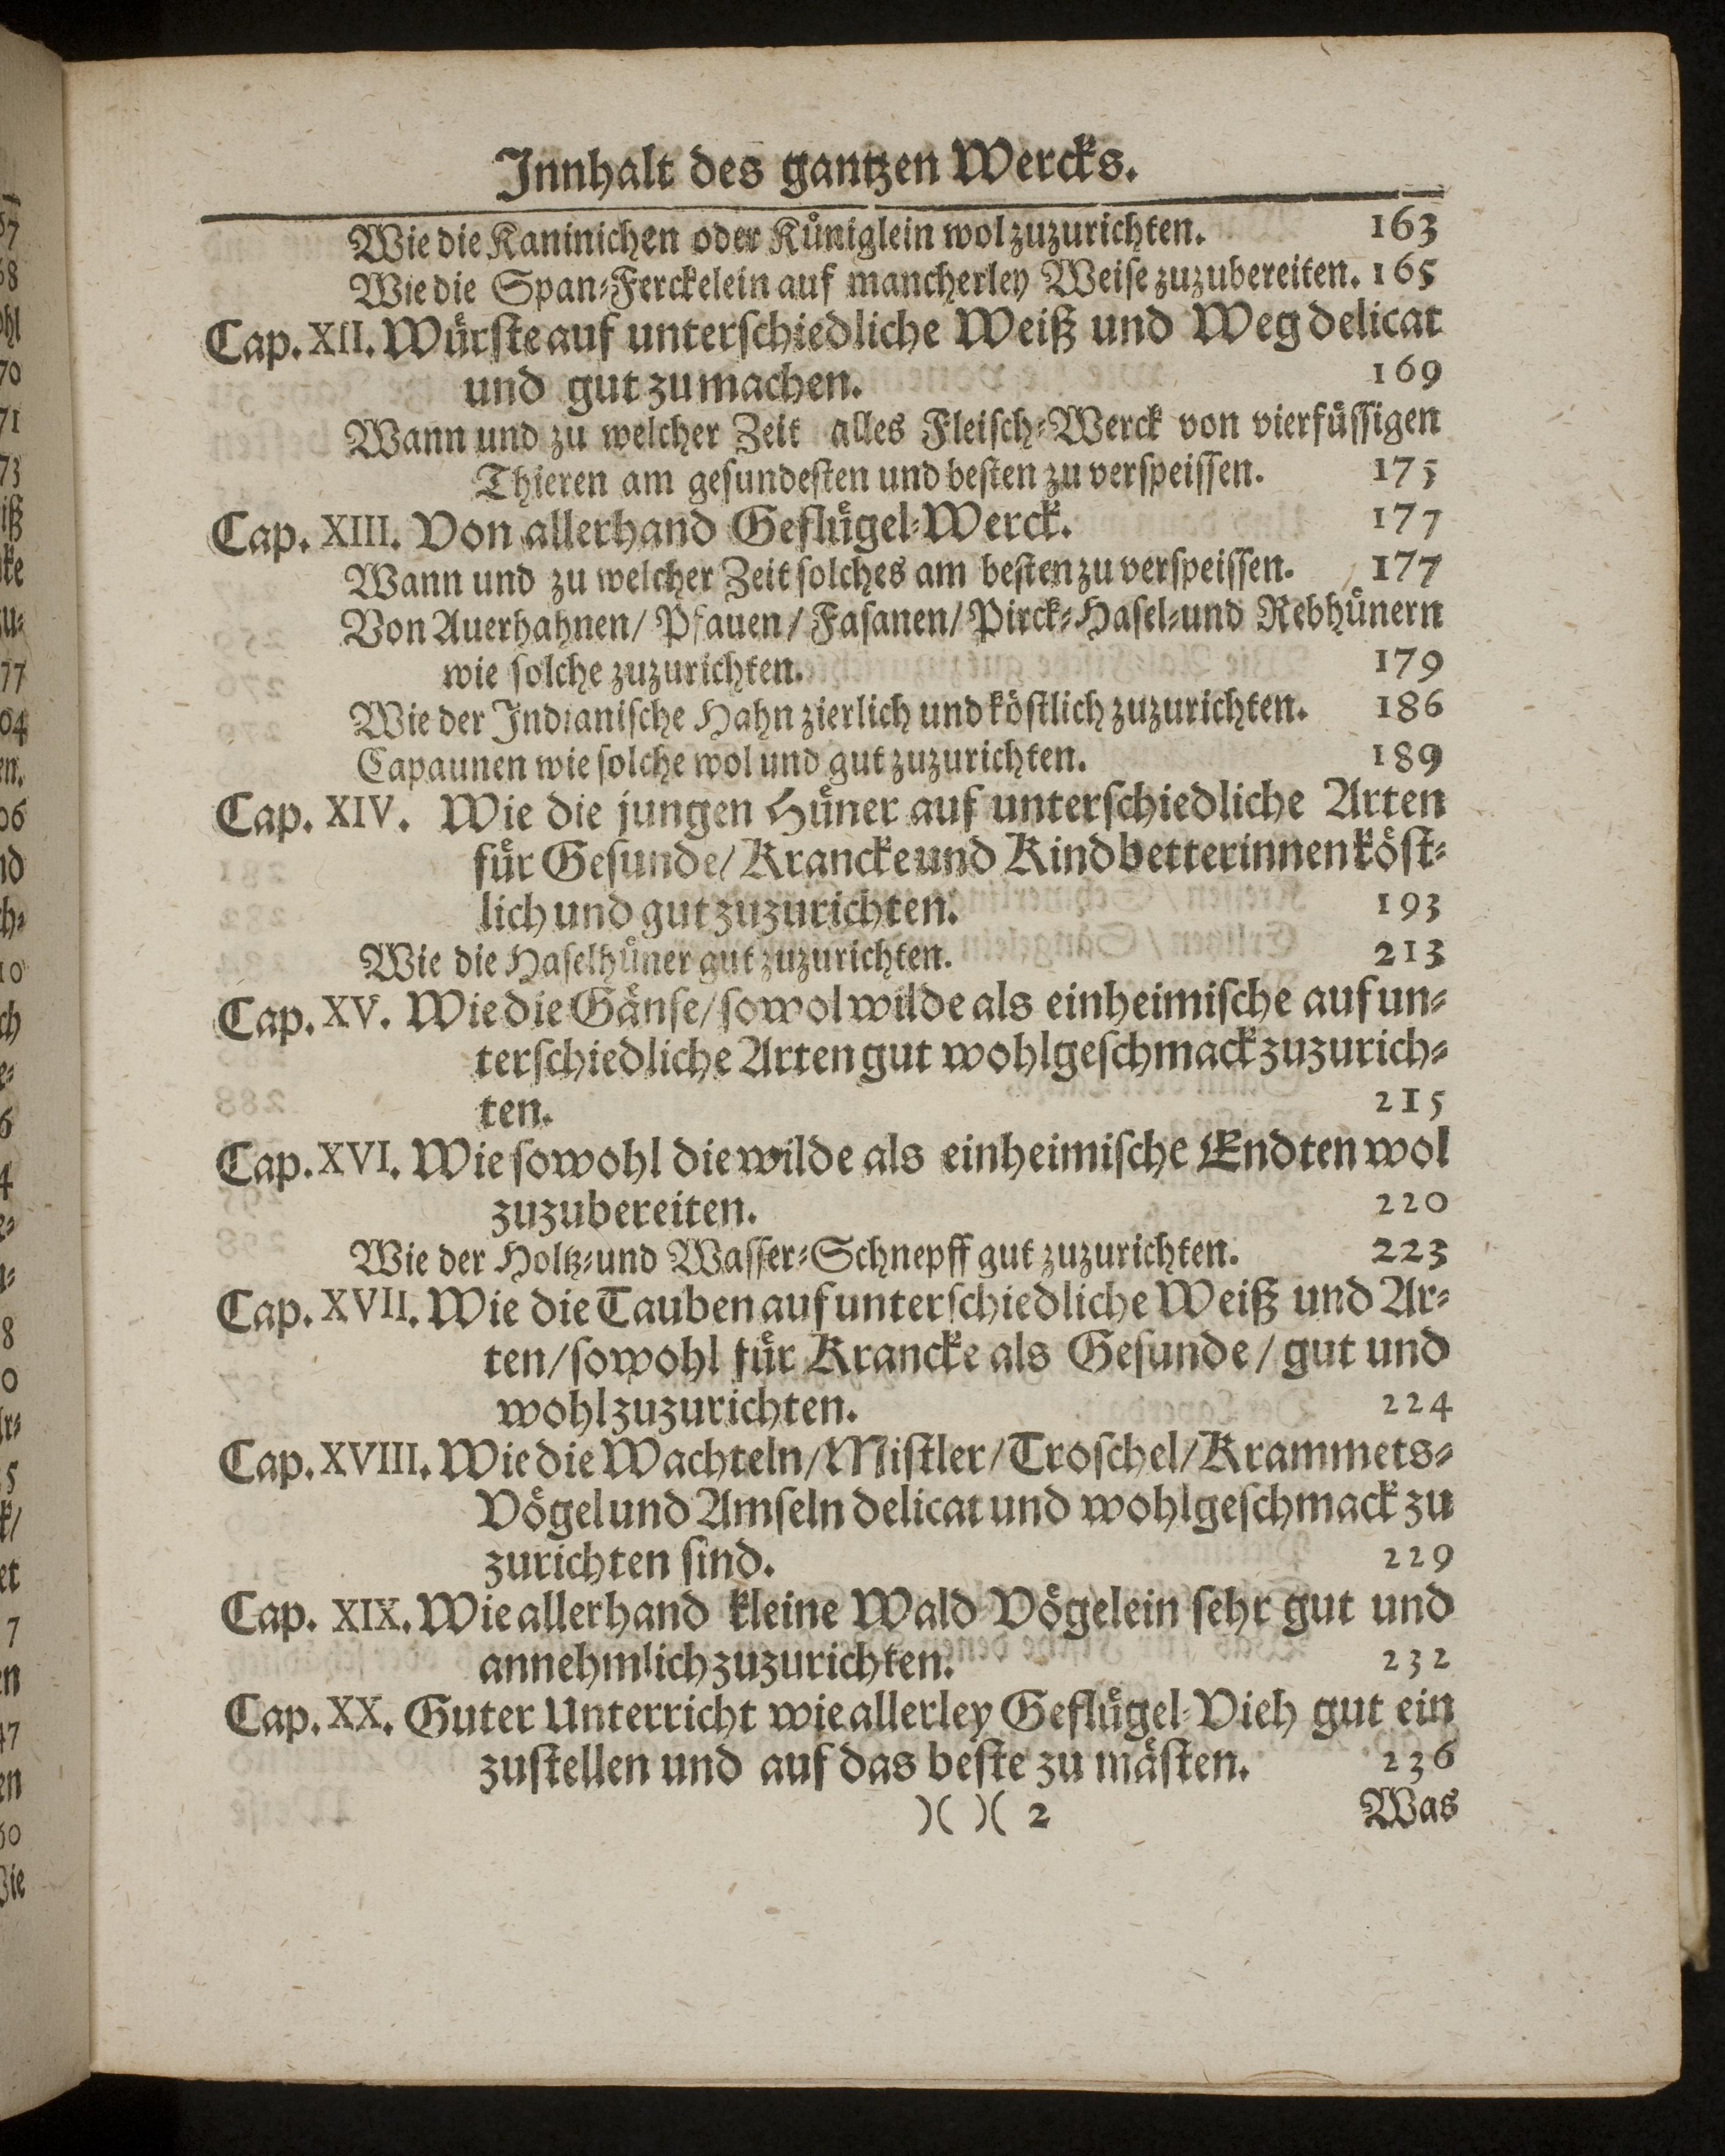 Innhalt des gantzen Wercks.
Wie die Kaninichen oder Küniglein wol zuzurichten. 163
Wie die Span-Ferckelein auf mancherley Weise zuzubereiten. 165
Cap. XII. Würste auf unterschiedliche Weiß und Weg delicat
und gut zu machen. 169
Wann und zu welcher Zeit alles Fleisch-Werck von vierfüssigen
Thieren am gesundesten und besten zu verspeissen. 175
Cap. XIII. Von allerhand Geflügel-Werck. 177
Wann und zu welcher Zeit solches am besten zu verspeissen. 177
Von Auerhahnen/ Pfauen/ Fasanen/ Pirck-Hasel-und Rebhünern
wie solche zuzurichten. 179
Wie der Indianische Hahn zierlich und köstlich zuzurichten. 186
Capaunen wie solche wol und gut zuzurichten. 189
Cap. XIV. Wie die jungen Hüner auf unterschiedliche Arten
für Gesunde/ Krancke und Kindbetterinnen köst-
lich und gut zuzurichten. 193
Wie die Haselhüner gut zuzurichten. 213
Cap. XV. Wie die Gänse/ sowol wilde als einheimische auf un-
terschiedliche Arten gut wohlgeschmack zuzurich-
ten. 215
Cap. XVI. Wie sowohl die wilde als einheimische Endten wol
zuzubereiten. 220
Wie der Holtz-und Wasser-Schnepff gut zuzurichten. 223
Cap. XVII. Wie die Tauben auf unterschiedliche Weiß und Ar-
ten/ sowohl für Krancke als Gesunde/ gut und
wohl zuzurichten. 224
Cap. XVIII. Wie die Wachteln/ Mistler/ Troschel/ Krammets-
Vögel und Amseln delicat und wohlgeschmack zu
zurichten sind. 229
Cap. XIX. Wie allerhand kleine Wald Vögelein sehr gut und
annehmlich zuzurichten. 232
Cap. XX. Guter Unterricht wie allerley Geflügel-Vieh gut ein
zustellen und auf das beste zu mästen. 236
)( )( 2 Was